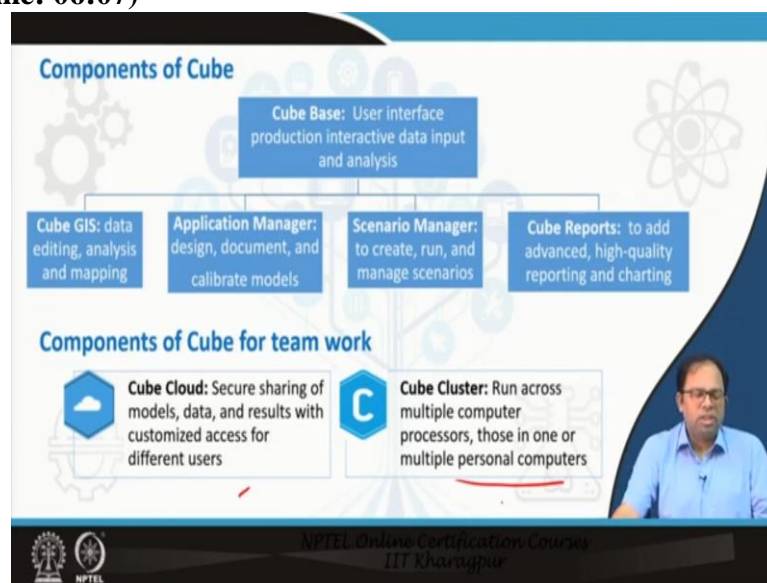 Components of Cube
Cube Base: User interface
production interactive data input
and analysis
Cube GIS: data
editing, analysis
and mapping
Application Manager:
design, document, and
calibrate models
Scenario Manager:
to create, run, and
manage scenarios
Cube Reports: to add
advanced, high-quality
reporting and charting
Components of Cube for team work
Cube Cloud: Secure sharing of
models, data, and results with
customized access for
different users
C
Cube Cluster: Run across
multiple computer
processors, those in one or
multiple personal computers
NPTEL
NPTEL Online Certification Courses
IIT Kharagpur